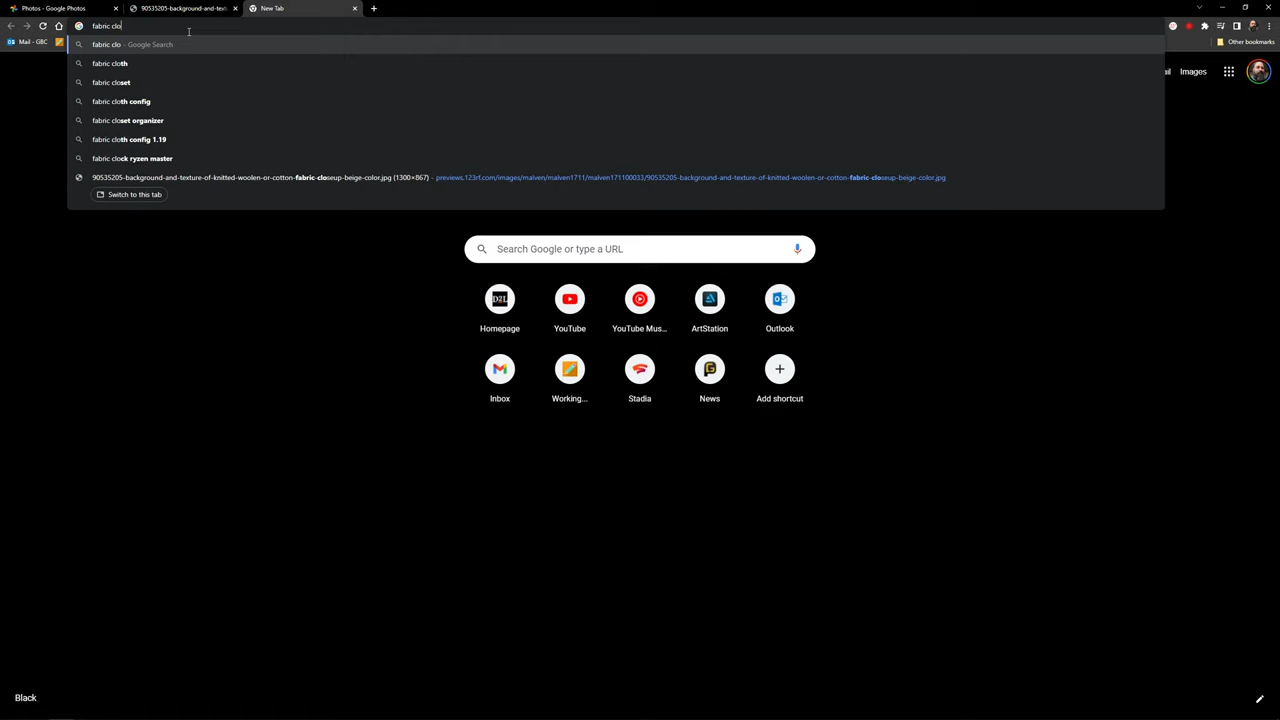 Photos - Google Photos
90535205-background-and-text
New Tab
fabric clo
Mail - GBC
Other bookmarks
fabric clo - Google Search
fabric cloth
fabric closet
fabric cloth config
fabric closet organizer
fabric cloth config 1.19
fabric clock ryzen master
90535205-background-and-texture-of-knitted-woolen-or-cotton-fabric-closeup-beige-color.jpg (1300×867) - previews.123rf.com/images/malven/malven1711/malven171100033/90535205-background-and-texture-of-knitted-woolen-or-cotton-fabric-closeup-beige-color.jpg
Switch to this tab
ail
Images
Search Google or type a URL
D2L
Homepage
YouTube
YouTube Mus...
ArtStation
Outlook
Inbox
Working...
Stadia
News
Add shortcut
Black